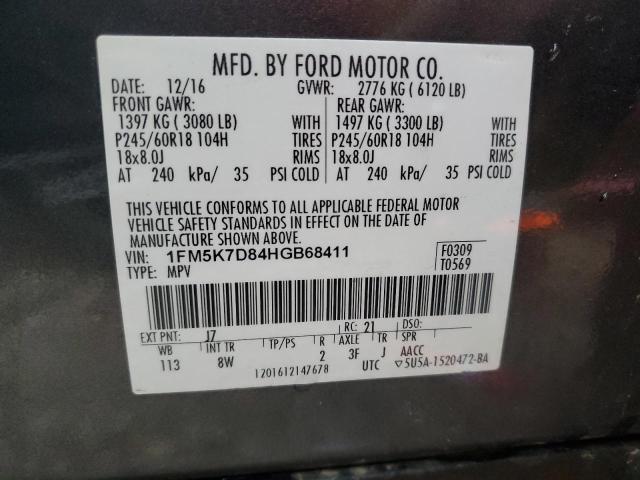 MFD. BY FORD MOTOR CO.
DATE: 12/16 GVWR: 2776 KG ( 6120 LB)
FRONT GAWR: REAR GAWR:
1397 KG ( 3080 LB) WITH 1497 KG ( 3300 LB) WITH
P245/60R18 104H TIRES P245/60R18 104H TIRES
18x8.0J RIMS 18x8.0J RIMS
AT 240 kPa/ 35 PSI COLD AT 240 kPa/ 35 PSI COLD
THIS VEHICLE CONFORMS TO ALL APPLICABLE FEDERAL MOTOR
VEHICLE SAFETY STANDARDS IN EFFECT ON THE DATE OF
MANUFACTURE SHOWN ABOVE.
VIN: 1FM5K7D84HGB68411 F0309
TYPE: MPV T0569
EXT PNT: J7 RC: 21 DSO:
WB INT TR TP/PS R AXLE TR SPR
113 8W 2 3F J AACC
1201612147678 UTC ▽5U5A-1520472-BA